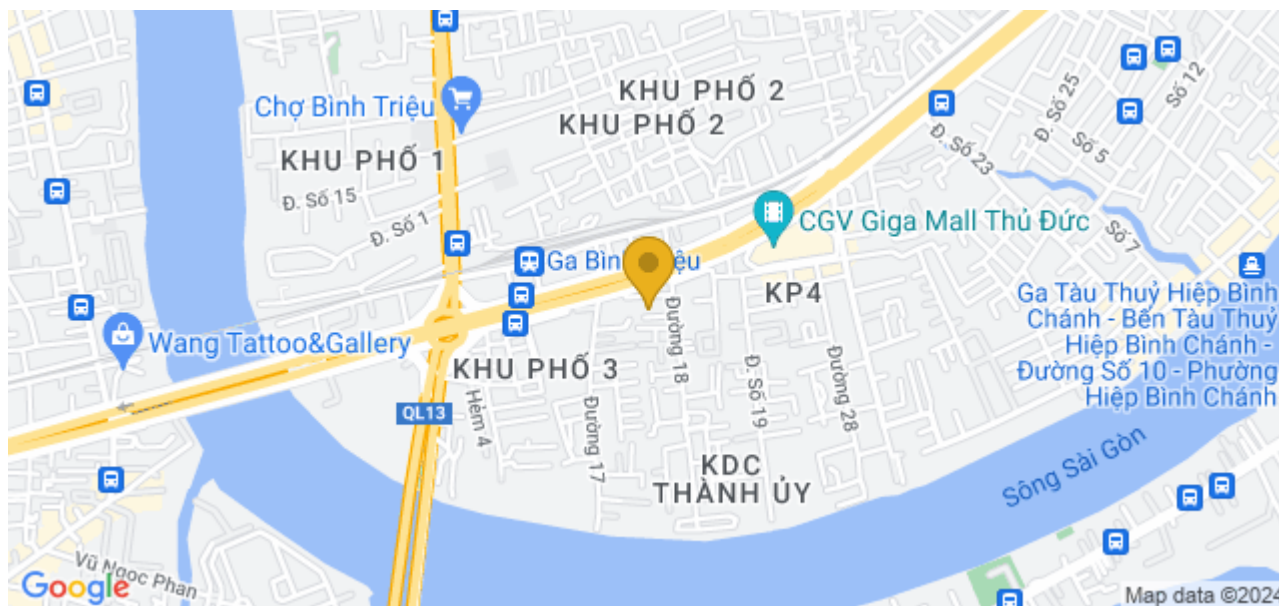 KHU PHỐ 2
Chợ Bình Triệu
KHU PHỐ 2
KHU PHỐ 1
Đ. Số 15
Đ. Số 1
Đ. Số 25
Số 12
Số 5
Đ. Số 23
Số 7
CGV Giga Mall Thủ Đức
Ga
KP4
Ga Tàu Thuỷ Hiệp Bình
Chánh - Bến Tàu Thuỷ
Hiệp Bình Chánh -
Đường Số 10 - Phường
Hiệp Bình Chánh
Wang Tattoo&Gallery
KHU PHỐ 3
Đường 18
Đ. Số 19
Đường 28
QL13
Hẻm 4
Đường 17
KDC
THÀNH ỦY
Sông Sài Gòn
Vũ Ngọc Phan
Google
Map data ©2024